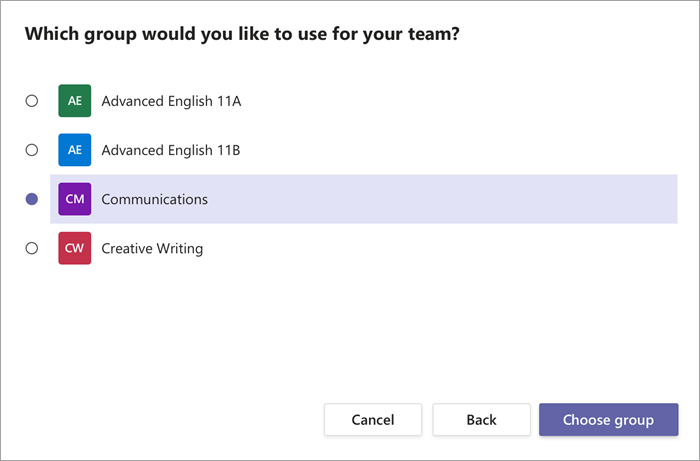 Which group would you like to use for your team?
AE Advanced English 11A
AE Advanced English 11B
CM Communications
CW Creative Writing
Cancel Back Choose group